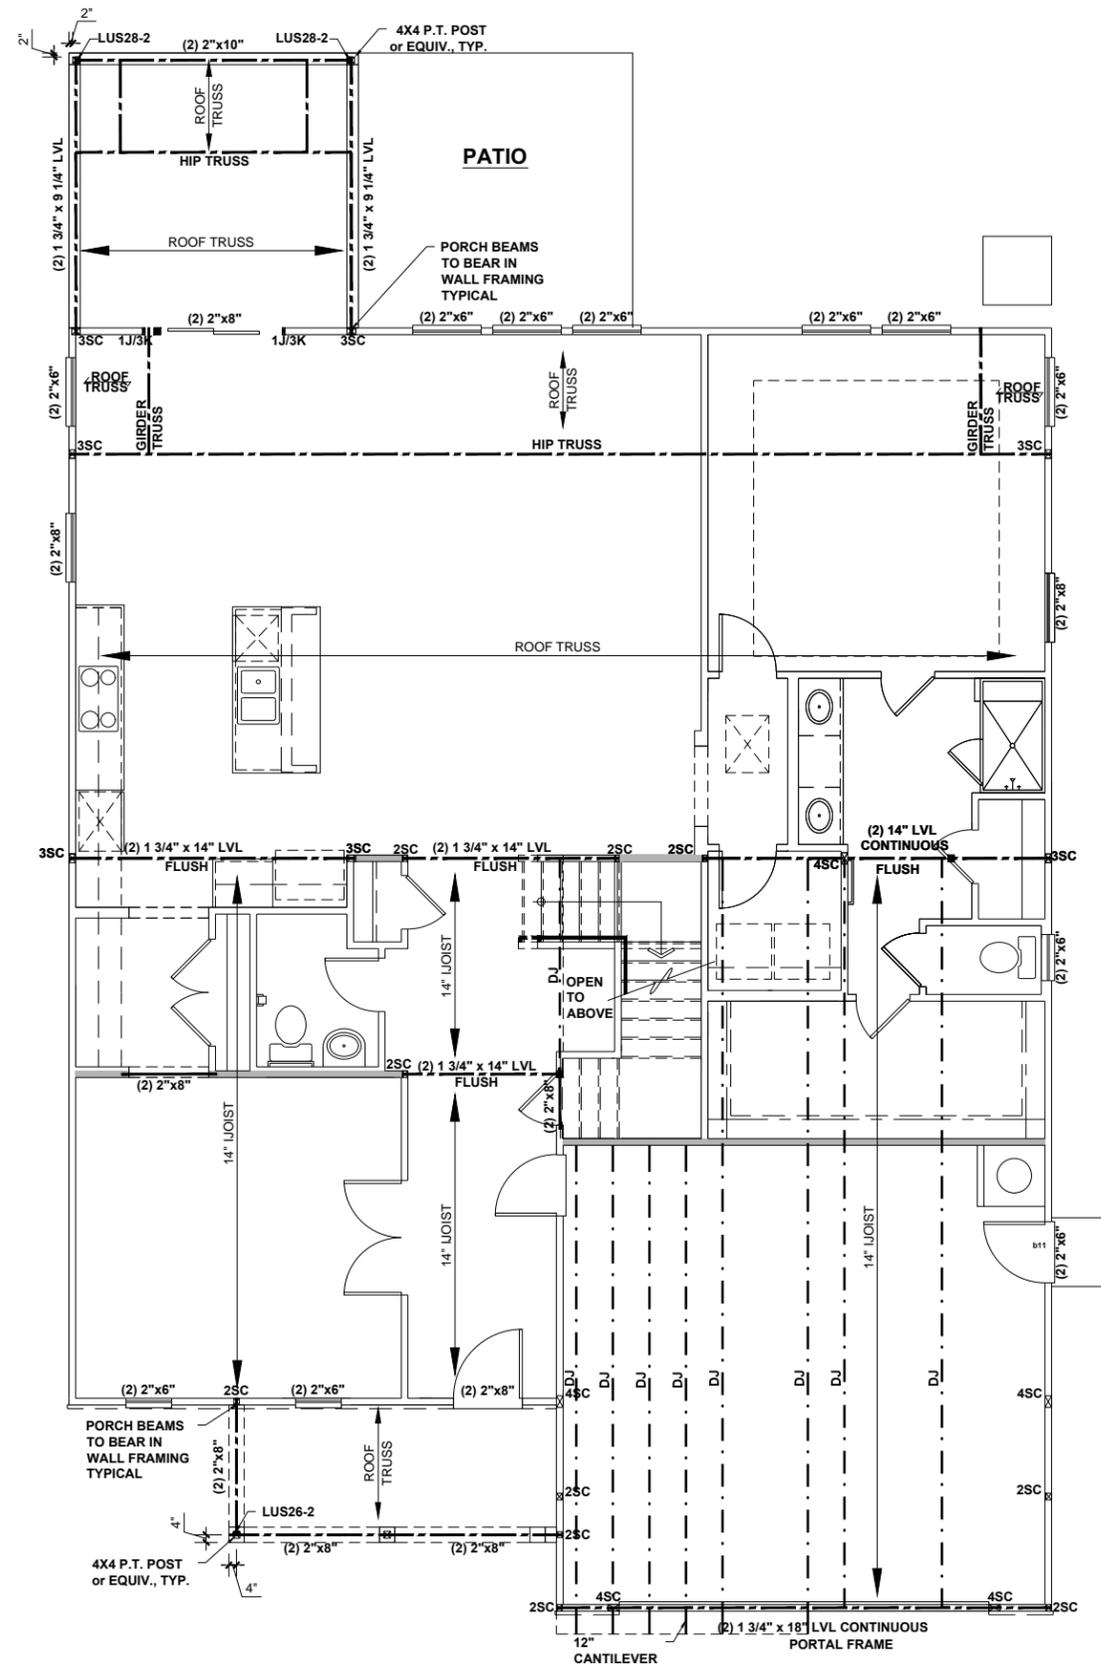 2"
2"
LUS28-2
(2) 2"x10"
LUS28-2
4X4 P.T. POST
or EQUIV., TYP.
ROOF
TRUSS
HIP TRUSS
PATIO
(2) 1 3/4" x 9 1/4" LVL
(2) 1 3/4" x 9 1/4" LVL
ROOF TRUSS
PORCH BEAMS
TO BEAR IN
WALL FRAMING
TYPICAL
(2) 2"x8"
(2) 2"x6"
(2) 2"x6"
(2) 2"x6"
(2) 2"x6"
(2) 2"x6"
3SC
1J/3K
1J/3K
3SC
(2) 2"x6"
ROOF
TRUSS
ROOF
TRUSS
ROOF
TRUSS
(2) 2"x6"
GIRDER
TRUSS
GIRDER
TRUSS
3SC
HIP TRUSS
3SC
(2) 2"x8"
(2) 2"x8"
ROOF TRUSS
(2) 14" LVL
CONTINUOUS
FLUSH
3SC
(2) 1 3/4" x 14" LVL
FLUSH
3SC
2SC
(2) 1 3/4" x 14" LVL
FLUSH
2SC
2SC
4SC
3SC
14" IJOIST
DJ
OPEN
TO
ABOVE
(2) 2"x6"
2SC
(2) 1 3/4" x 14" LVL
FLUSH
(2) 2"x8"
(2) 2"x8"
14" IJOIST
14" IJOIST
14" IJOIST
b11
(2) 2"x6"
DJ
DJ
DJ
DJ
DJ
DJ
DJ
DJ
(2) 2"x6"
2SC
(2) 2"x6"
(2) 2"x8"
4SC
4SC
PORCH BEAMS
TO BEAR IN
WALL FRAMING
TYPICAL
(2) 2"x8"
ROOF
TRUSS
2SC
2SC
LUS26-2
4"
2SC
(2) 2"x8"
(2) 2"x8"
4X4 P.T. POST
or EQUIV., TYP.
4"
4SC
4SC
2SC
2SC
12"
CANTILEVER
(2) 1 3/4" x 18" LVL CONTINUOUS
PORTAL FRAME